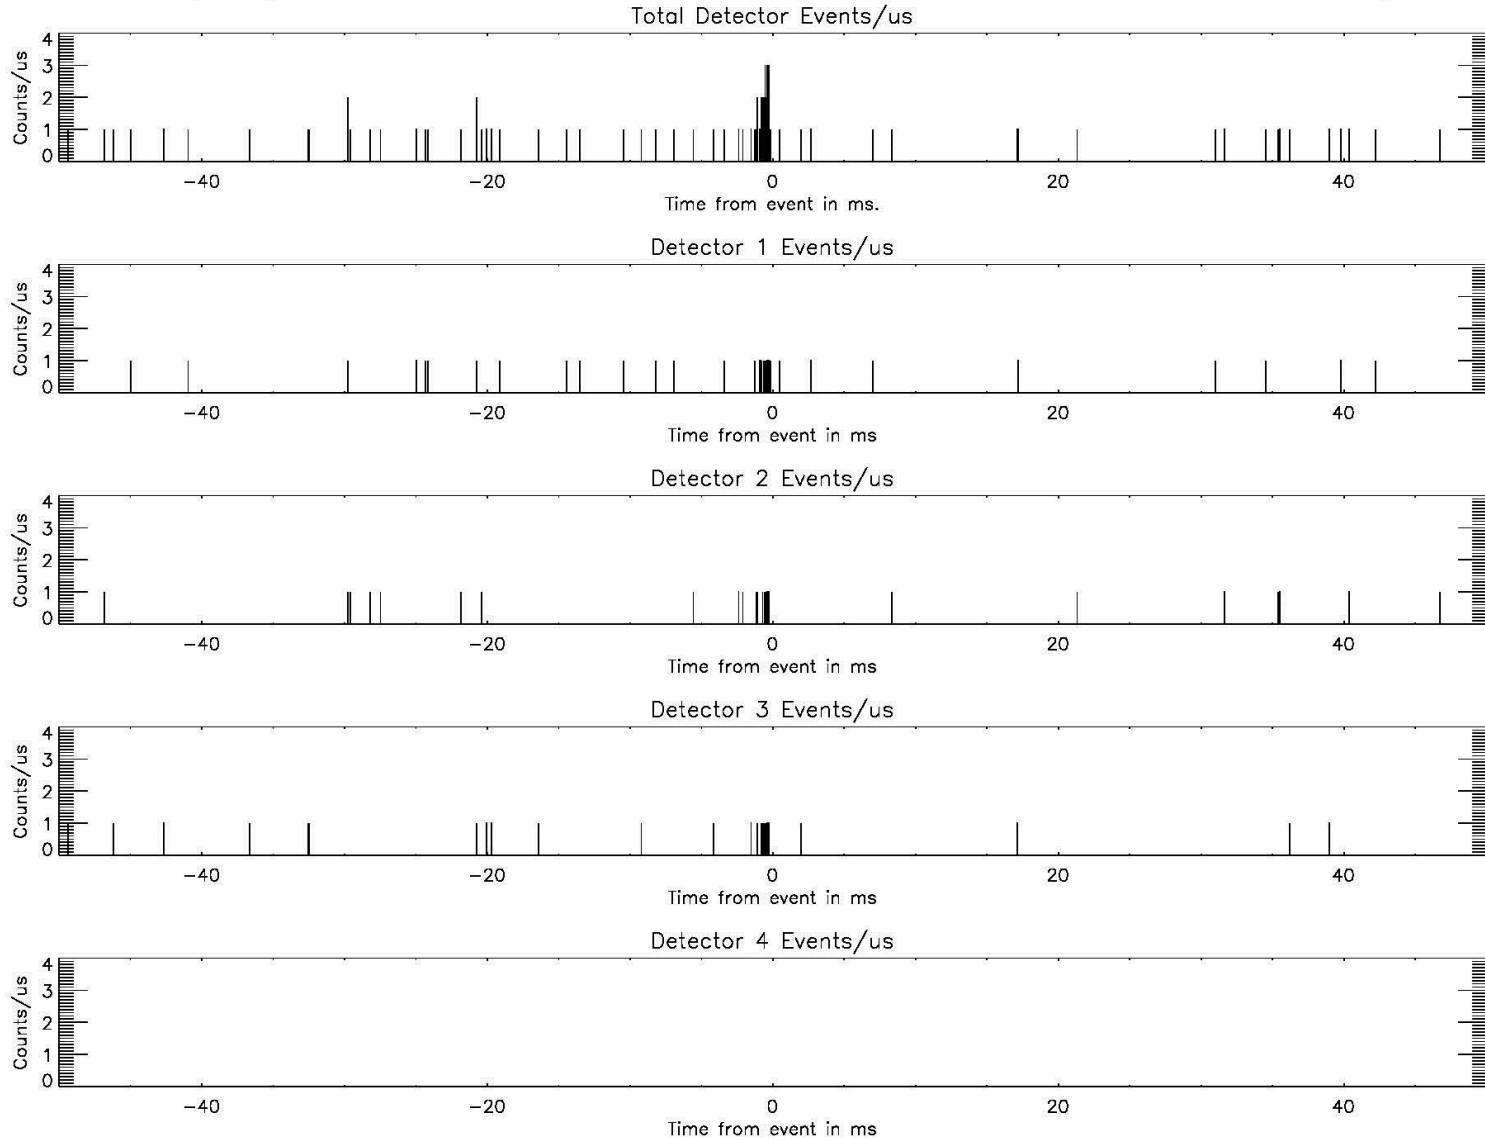 Total Detector Events/us
Counts/us
4
3
2
1
0
−40 −20 0 20 40
Time from event in ms.
Detector 1 Events/us
Counts/us
4
3
2
1
0
−40 −20 0 20 40
Time from event in ms
Detector 2 Events/us
Counts/us
4
3
2
1
0
−40 −20 0 20 40
Time from event in ms
Detector 3 Events/us
Counts/us
4
3
2
1
0
−40 −20 0 20 40
Time from event in ms
Detector 4 Events/us
Counts/us
4
3
2
1
0
−40 −20 0 20 40
Time from event in ms